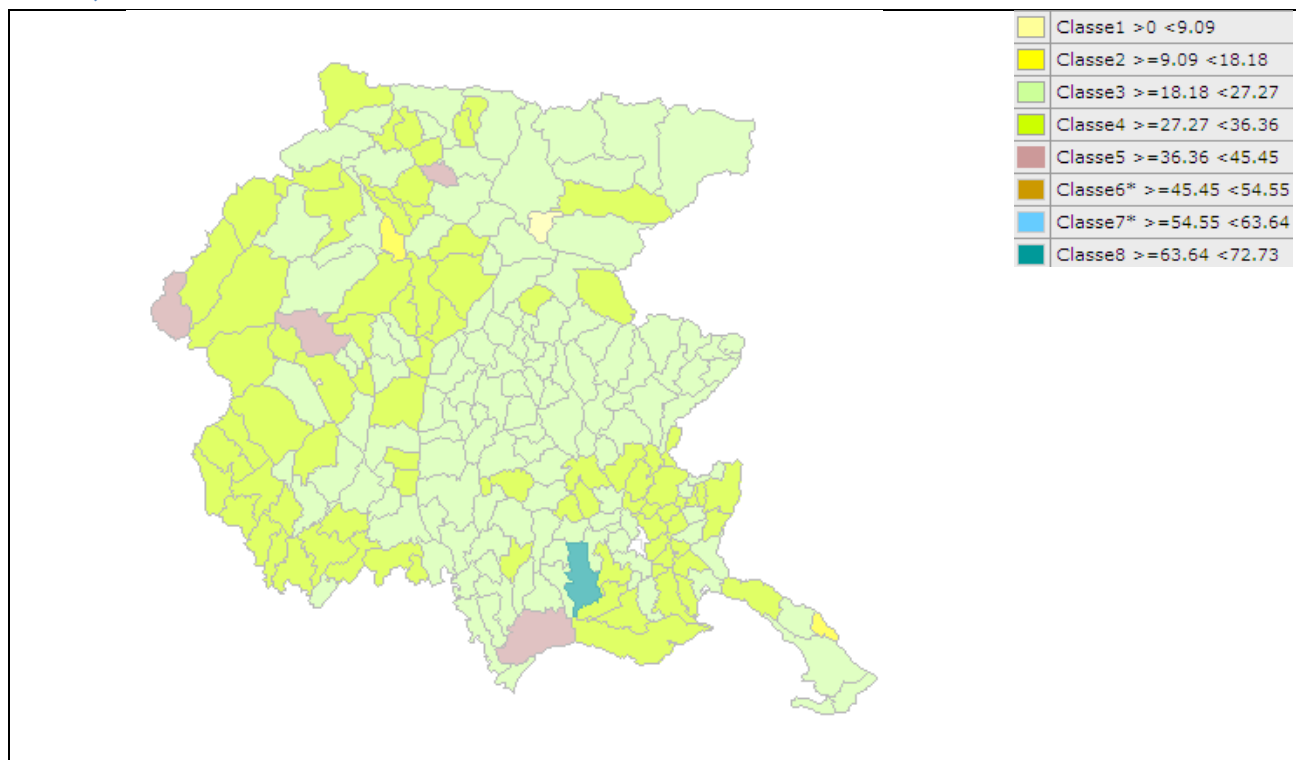 Classe1 >0 <9.09
Classe2 >=9.09 <18.18
Classe3 >=18.18 <27.27
Classe4 >=27.27 <36.36
Classe5 >=36.36 <45.45
Classe6* >=45.45 <54.55
Classe7* >=54.55 <63.64
Classe8 >=63.64 <72.73